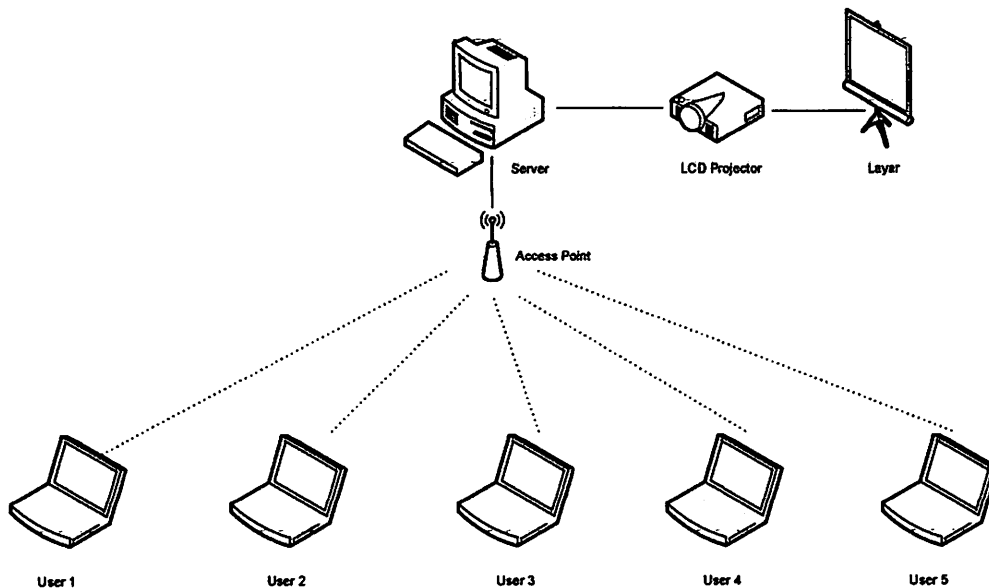 Server
LCD Projector
Layar
Access Point
User 1
User 2
User 3
User 4
User 5